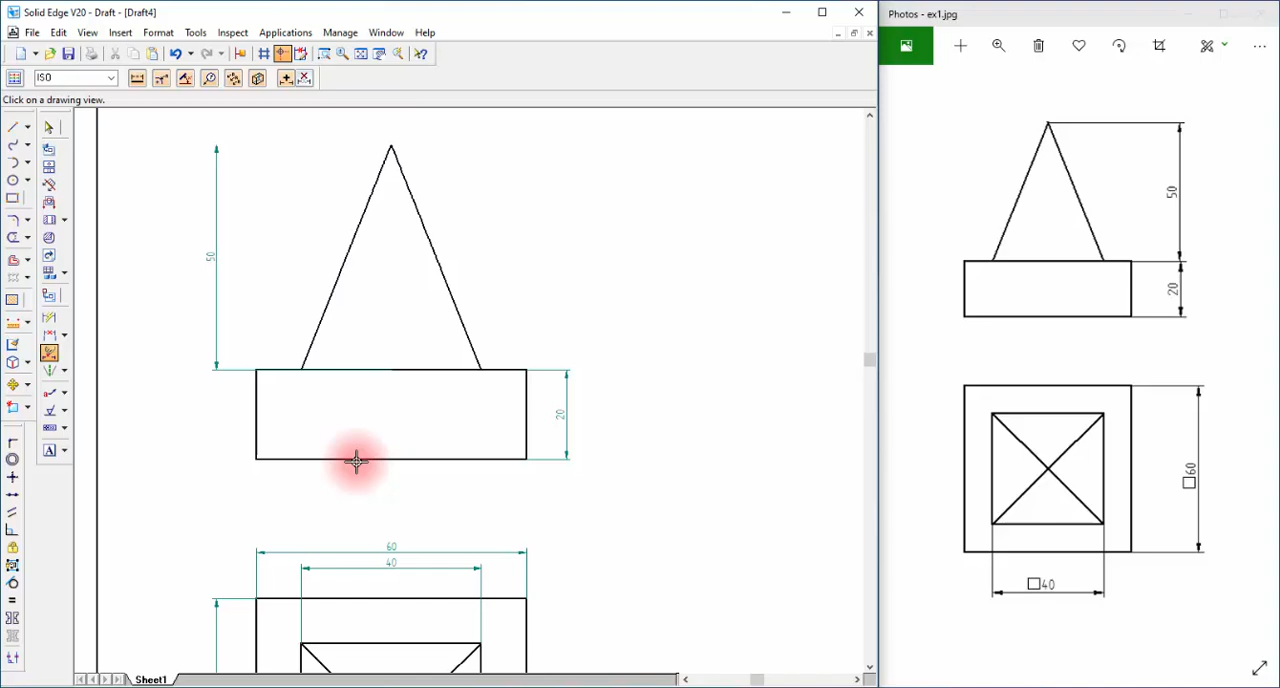 Solid Edge V20 - Draft - [Draft4]
File Edit View Insert Format Tools Inspect Applications Manage Window Help
ISO
Click on a drawing view.
A
50
20
60
40
Sheet1
Photos - ex1.jpg
50
20
□60
□40